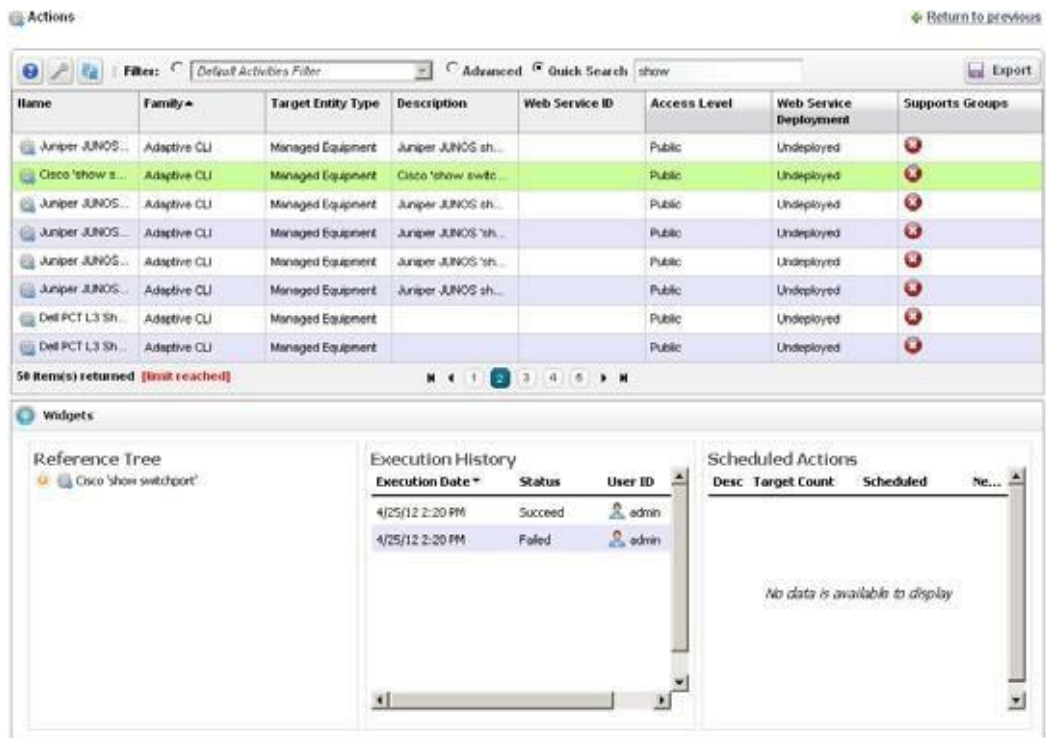 Actions
Return to previous
Filter: Default Activities Filter Advanced Quick Search show Export
Name Family Target Entity Type Description Web Service ID Access Level Web Service Deployment Supports Groups
Juniper JUNOS... Adaptive CLI Managed Equipment Juniper JUNOS sh... Public Undeployed
Cisco 'show s... Adaptive CLI Managed Equipment Cisco 'show switc... Public Undeployed
Juniper JUNOS... Adaptive CLI Managed Equipment Juniper JUNOS sh... Public Undeployed
Juniper JUNOS... Adaptive CLI Managed Equipment Juniper JUNOS 'sh... Public Undeployed
Juniper JUNOS... Adaptive CLI Managed Equipment Juniper JUNOS 'sh... Public Undeployed
Juniper JUNOS... Adaptive CLI Managed Equipment Juniper JUNOS sh... Public Undeployed
Dell PCT L3 Sh... Adaptive CLI Managed Equipment Public Undeployed
Dell PCT L3 Sh... Adaptive CLI Managed Equipment Public Undeployed
50 item(s) returned [limit reached] 1 2 3 4 5
Widgets
Reference Tree
Cisco 'show switchport'
Execution History
Execution Date Status User ID
4/25/12 2:20 PM Succeed admin
4/25/12 2:20 PM Failed admin
Scheduled Actions
Desc Target Count Scheduled Ne...
No data is available to display